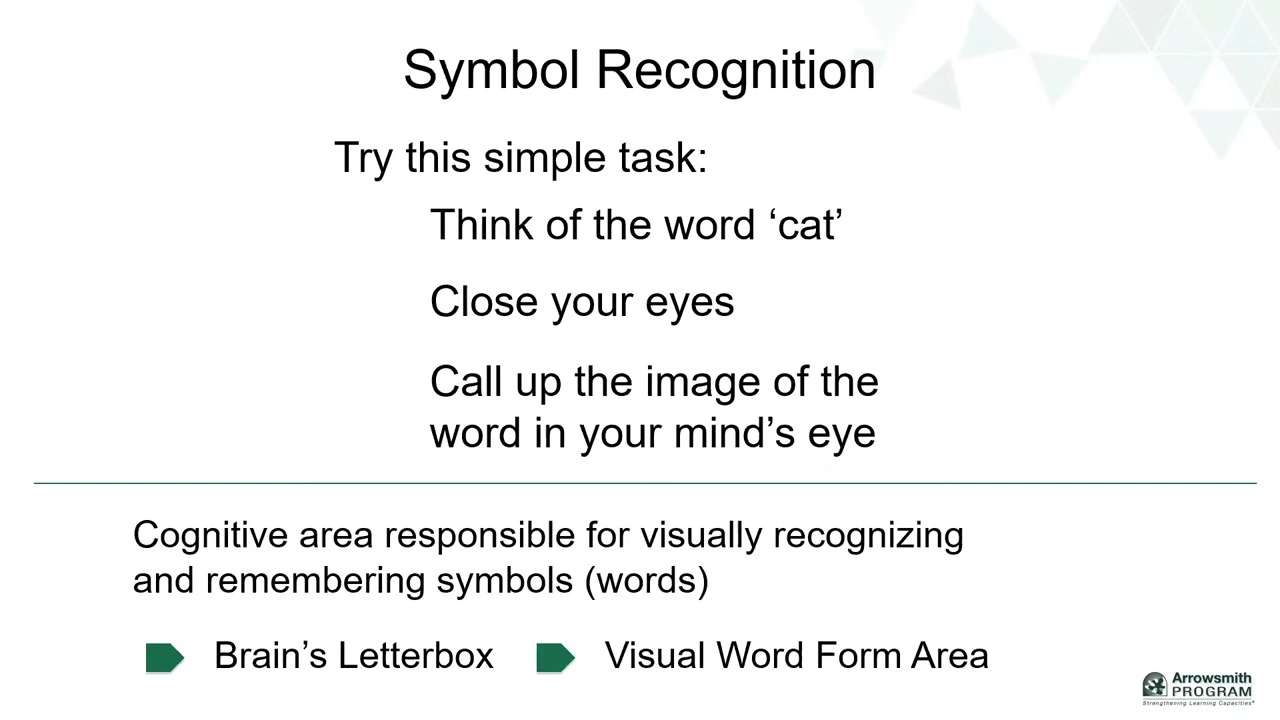 Symbol Recognition
Try this simple task:
Think of the word ‘cat’
Close your eyes
Call up the image of the
word in your mind’s eye
Cognitive area responsible for visually recognizing
and remembering symbols (words)
Brain’s Letterbox
Visual Word Form Area
Arrowsmith
PROGRAM
Strengthening Learning Capacities®